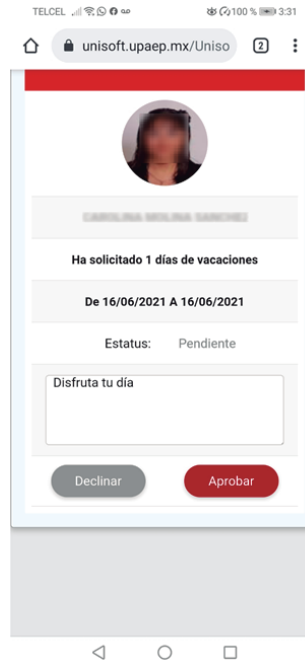 TELCEL
100 % 3:31
unisoft.upaep.mx/Uniso
2
Ha solicitado 1 días de vacaciones
De 16/06/2021 A 16/06/2021
Estatus: Pendiente
Disfruta tu día
Declinar Aprobar